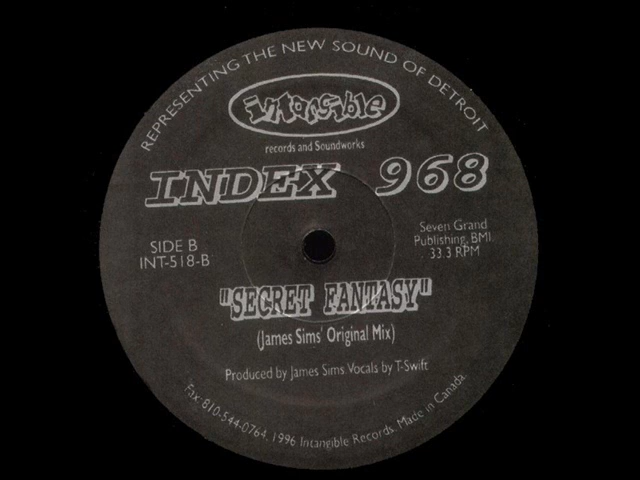 REPRESENTING THE NEW SOUND OF DETROIT
intangible
records and Soundworks
INDEX 968
SIDE B
INT-518-B
Seven Grand
Publishing, BMI.
33.3 RPM
"SECRET FANTASY"
(James Sims' Original Mix)
Produced by James Sims Vocals by T-Swift
Fax: 810-544-0764, 1996 Intangible Records. Made in Canada.